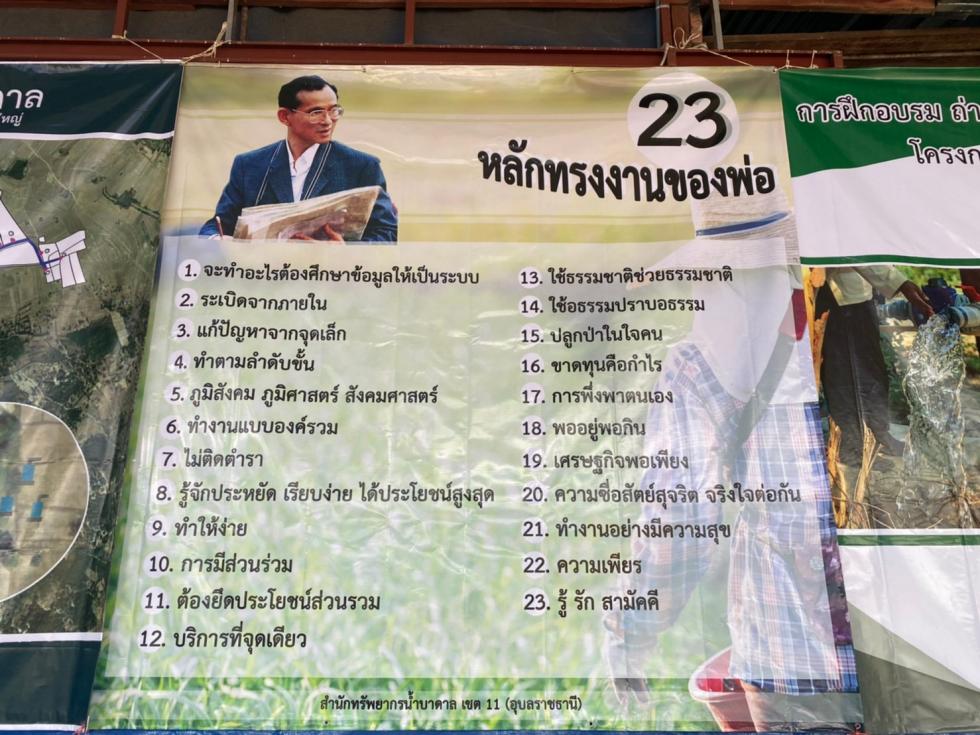 23
หลักทรงงานของพ่อ
1. จะทำอะไรต้องศึกษาข้อมูลให้เป็นระบบ
2. ระเบิดจากภายใน
3. แก้ปัญหาจากจุดเล็ก
4. ทำตามลำดับขั้น
5. ภูมิสังคม ภูมิศาสตร์ สังคมศาสตร์
6. ทำงานแบบองค์รวม
7. ไม่ติดตำรา
8. รู้จักประหยัด เรียบง่าย ได้ประโยชน์สูงสุด
9. ทำให้ง่าย
10. การมีส่วนร่วม
11. ต้องยึดประโยชน์ส่วนรวม
12. บริการที่จุดเดียว
13. ใช้ธรรมชาติช่วยธรรมชาติ
14. ใช้อธรรมปราบอธรรม
15. ปลูกป่าในใจคน
16. ขาดทุนคือกำไร
17. การพึ่งพาตนเอง
18. พออยู่พอกิน
19. เศรษฐกิจพอเพียง
20. ความซื่อสัตย์สุจริต จริงใจต่อกัน
21. ทำงานอย่างมีความสุข
22. ความเพียร
23. รู้ รัก สามัคคี
สำนักทรัพยากรน้ำบาดาล เขต 11 (อุบลราชธานี)
การฝึกอบรม